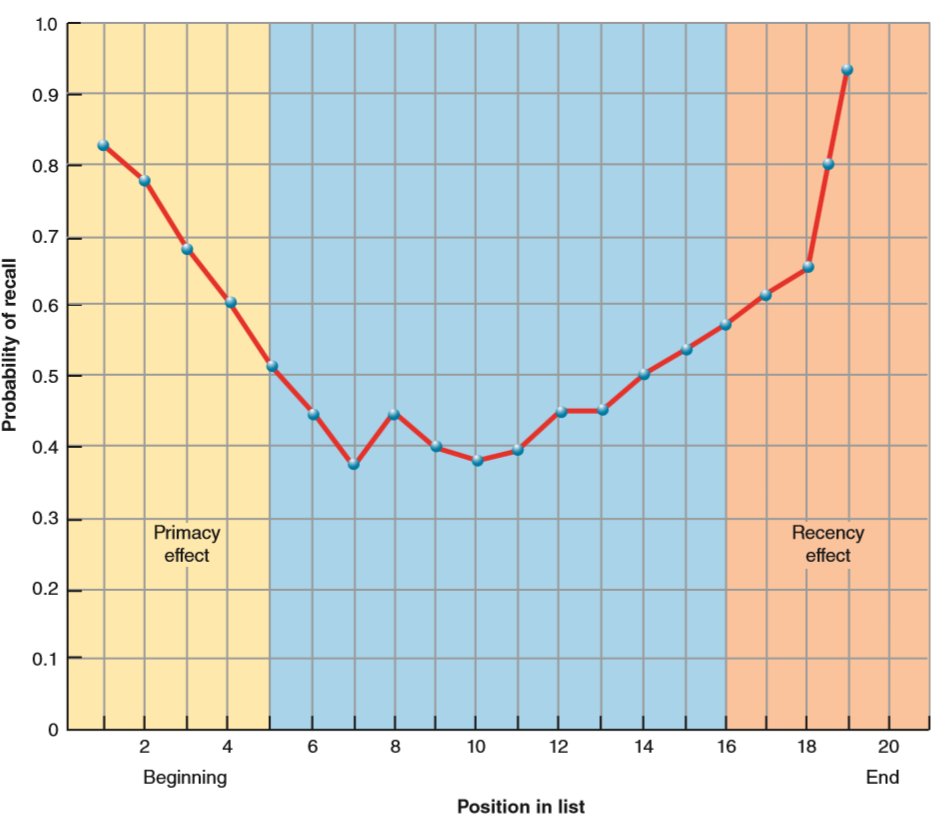 1.0
0.9
0.8
0.7
0.6
0.5
0.4
0.3
0.2
0.1
0
Probability of recall
Primacy
effect
Recency
effect
2 4 6 8 10 12 14 16 18 20
Beginning End
Position in list